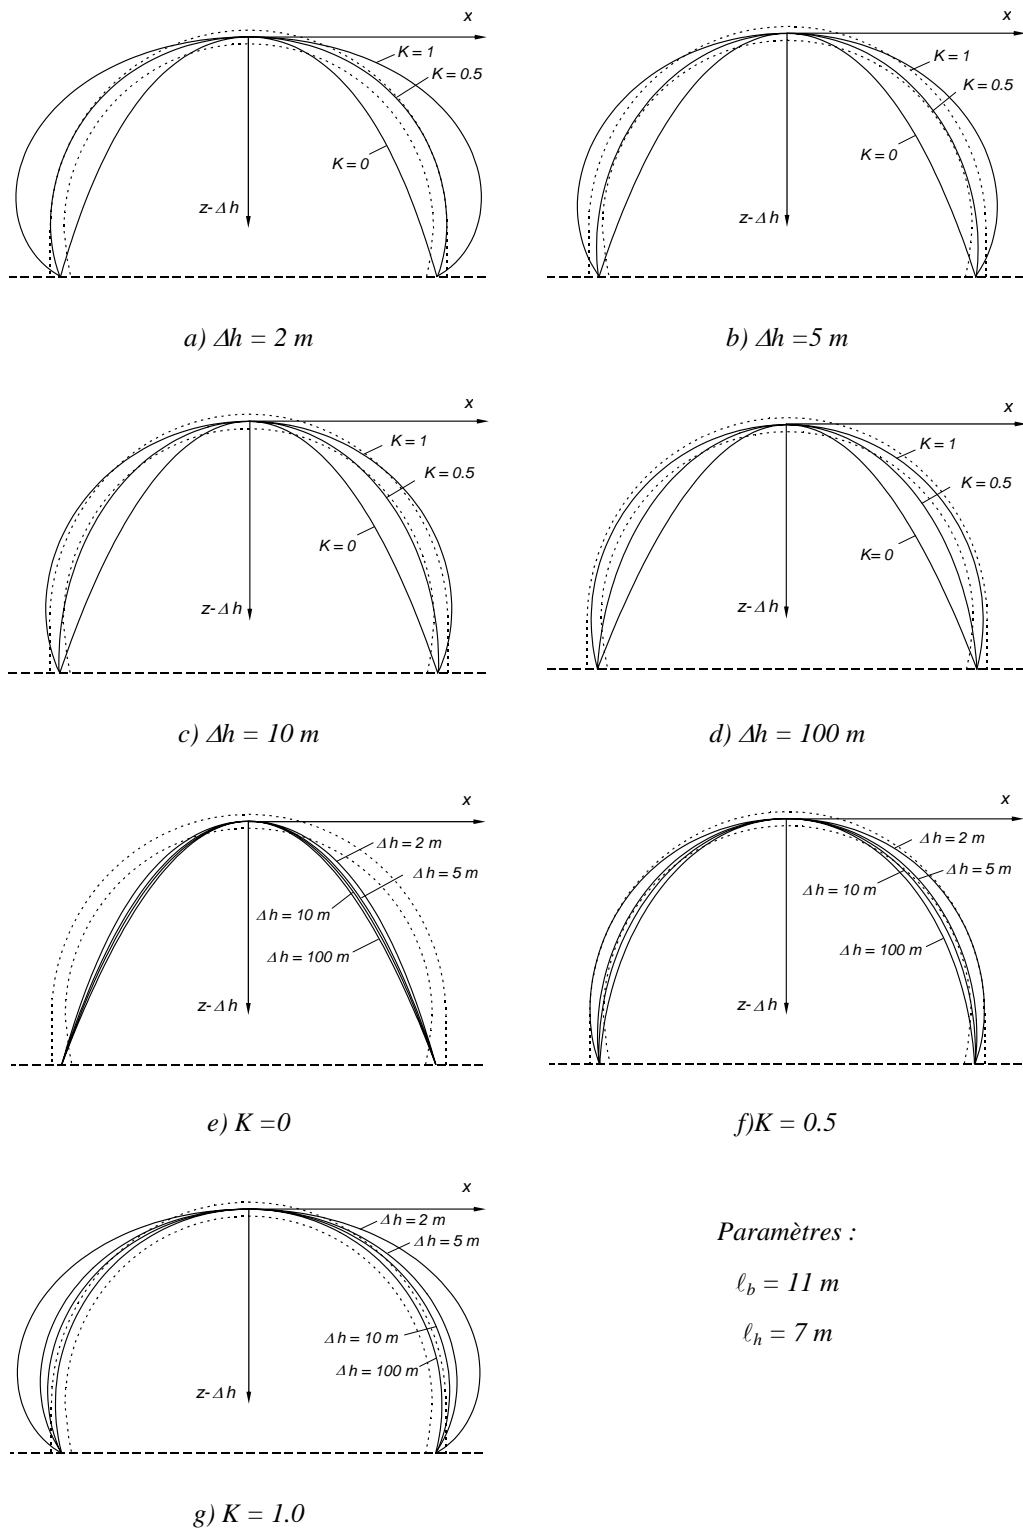 x
K = 1
K = 0.5
K = 0
z- Δ h
a) Δh = 2 m
x
K = 1
K = 0.5
K = 0
z- Δ h
b) Δh =5 m
x
K = 1
K = 0.5
K = 0
z- Δ h
c) Δh = 10 m
x
K = 1
K = 0.5
K= 0
z- Δ h
d) Δh = 100 m
x
Δ h = 2 m
Δ h = 5 m
Δ h = 10 m
Δ h = 100 m
z- Δ h
e) K =0
x
Δ h = 2 m
Δ h = 5 m
Δ h = 10 m
Δ h = 100 m
z- Δ h
f)K = 0.5
x
Δ h = 2 m
Δ h = 5 m
Δ h = 10 m
Δ h = 100 m
z- Δ h
g) K = 1.0
Paramètres :
ℓb = 11 m
ℓh = 7 m